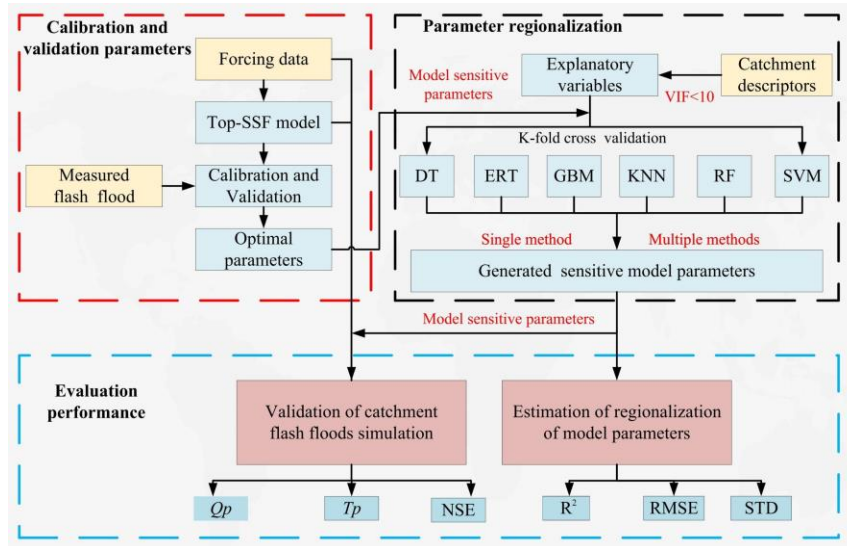 Calibration and
validation parameters
Forcing data
Top-SSF model
Measured
flash flood
Calibration and
Validation
Optimal
parameters
Parameter regionalization
Model sensitive
parameters
Explanatory
variables
VIF<10
Catchment
descriptors
K-fold cross validation
DT
ERT
GBM
KNN
RF
SVM
Single method
Multiple methods
Generated sensitive model parameters
Model sensitive parameters
Evaluation
performance
Validation of catchment
flash floods simulation
Estimation of regionalization
of model parameters
Qp
Tp
NSE
R²
RMSE
STD